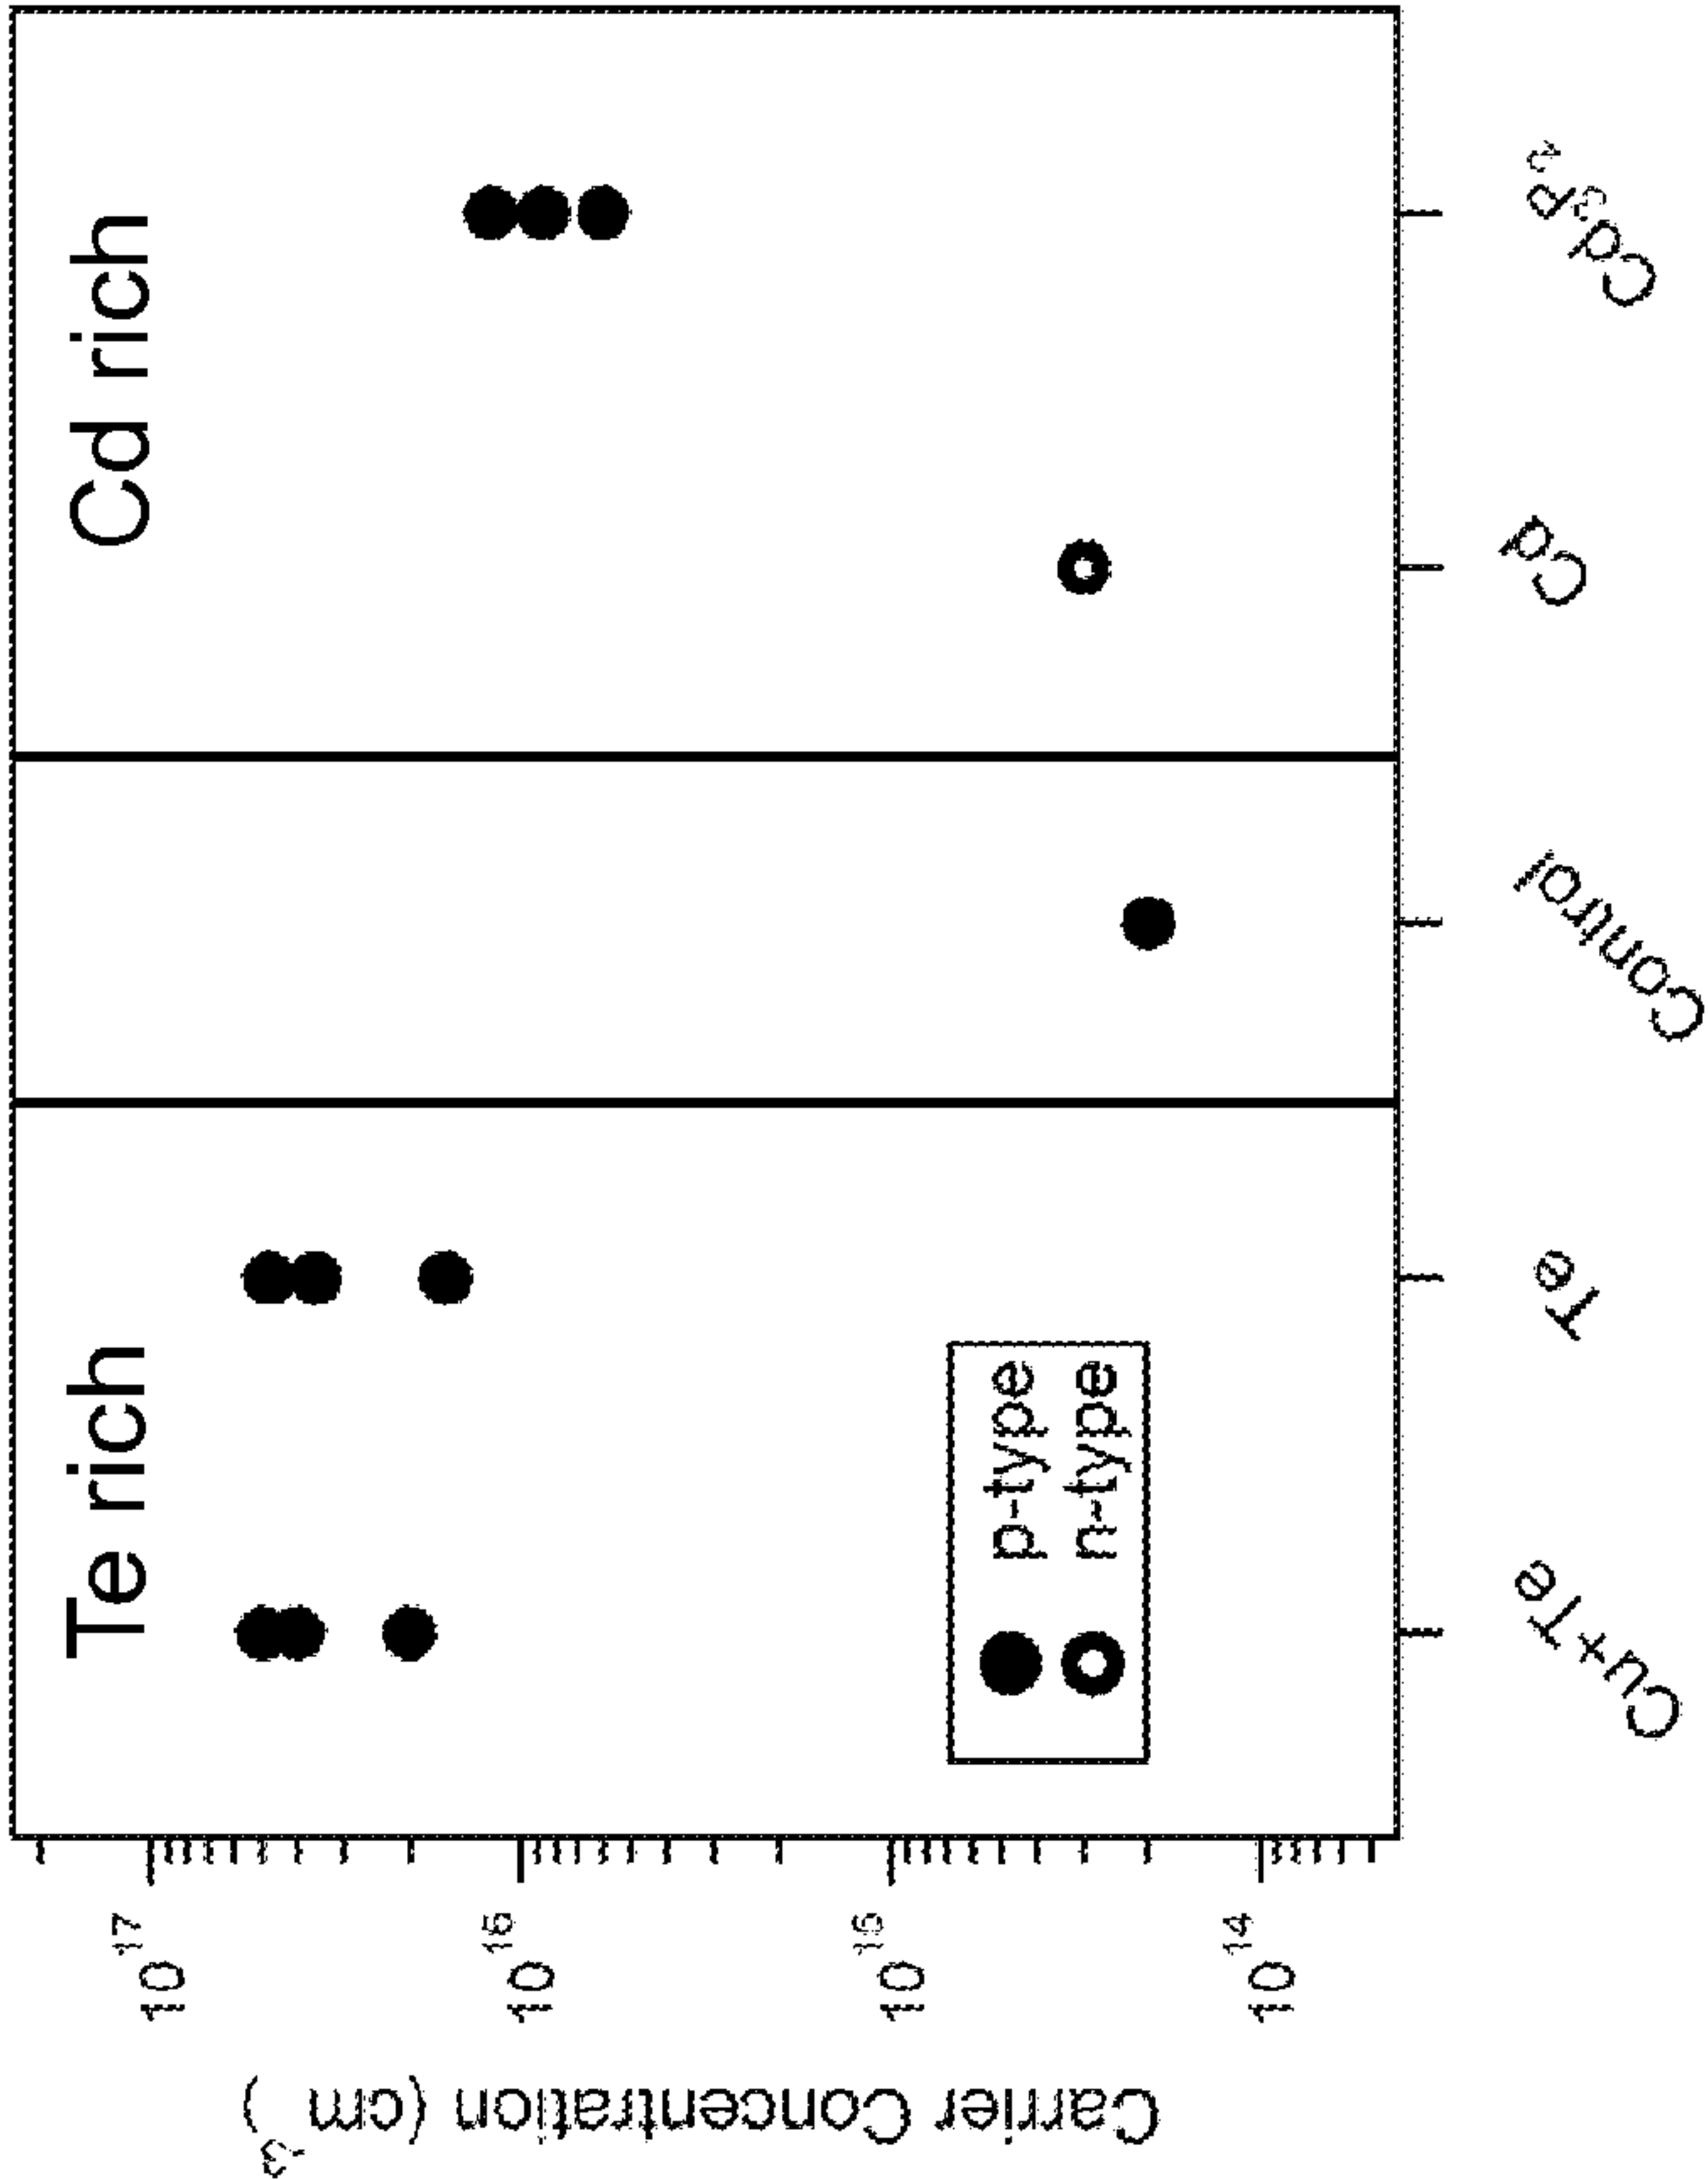 Te rich
Cd rich
p-type
n-type
10^17
10^16
10^15
10^14
Carrier Concentration (cm^-3)
Cu+Te
Te
Control
Cd
Cd₃P₂